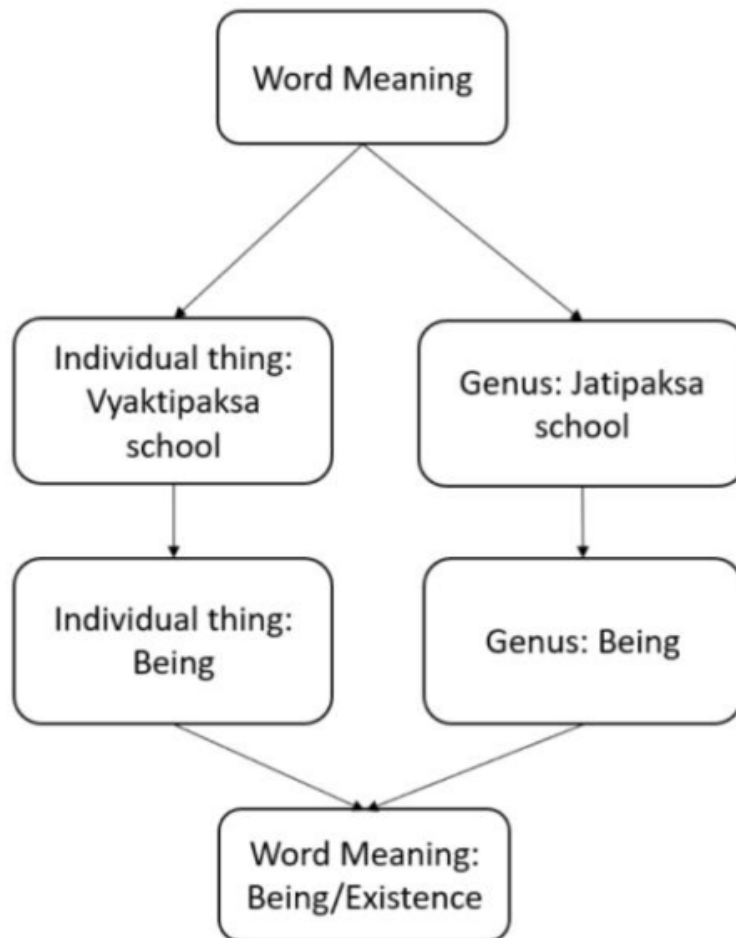 Word Meaning
Individual thing:
Vyaktipaksa
school
Genus: Jatipaksa
school
Individual thing:
Being
Genus: Being
Word Meaning:
Being/Existence